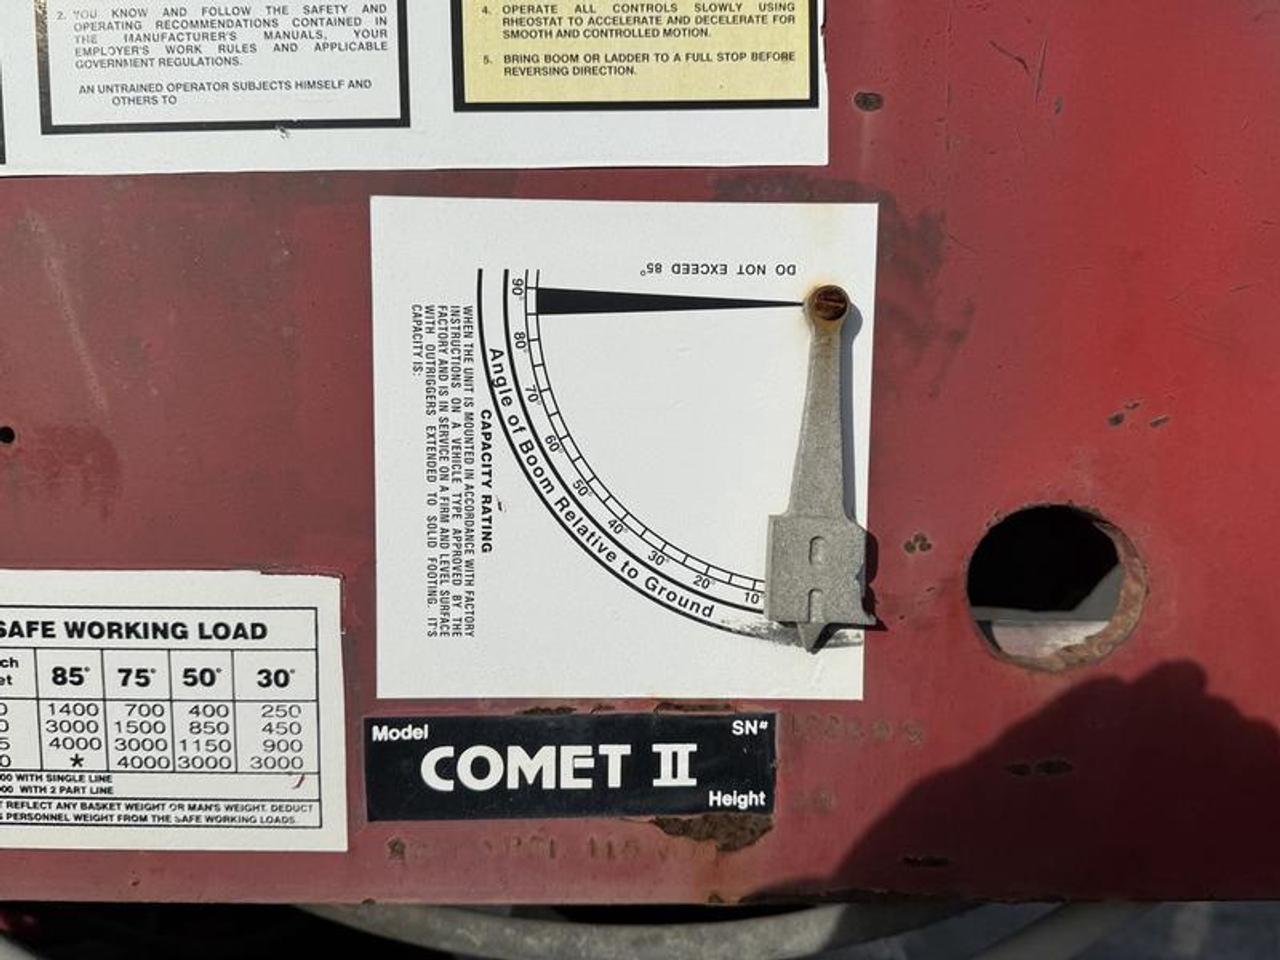 2. YOU KNOW AND FOLLOW THE SAFETY AND
OPERATING RECOMMENDATIONS CONTAINED IN
THE MANUFACTURER'S MANUALS, YOUR
EMPLOYER'S WORK RULES AND APPLICABLE
GOVERNMENT REGULATIONS.
AN UNTRAINED OPERATOR SUBJECTS HIMSELF AND
OTHERS TO
4. OPERATE ALL CONTROLS SLOWLY USING
RHEOSTAT TO ACCELERATE AND DECELERATE FOR
SMOOTH AND CONTROLLED MOTION.
5. BRING BOOM OR LADDER TO A FULL STOP BEFORE
REVERSING DIRECTION.
DO NOT EXCEED 85°
90°
80°
70°
60°
50°
40°
30°
20°
10°
Angle of Boom Relative to Ground
CAPACITY RATING
WHEN THE UNIT IS MOUNTED IN ACCORDANCE WITH FACTORY
INSTRUCTIONS ON A VEHICLE TYPE APPROVED BY THE
FACTORY AND IS IN SERVICE ON A FIRM AND LEVEL SURFACE
WITH OUTRIGGERS EXTENDED TO SOLID FOOTING. IT'S
CAPACITY IS:
SAFE WORKING LOAD
85° 75° 50° 30°
1400 700 400 250
3000 1500 850 450
4000 3000 1150 900
* 4000 3000 3000
WITH SINGLE LINE
WITH 2 PART LINE
REFLECT ANY BASKET WEIGHT OR MAN'S WEIGHT. DEDUCT
PERSONNEL WEIGHT FROM THE SAFE WORKING LOADS.
Model SN#
COMET II
Height